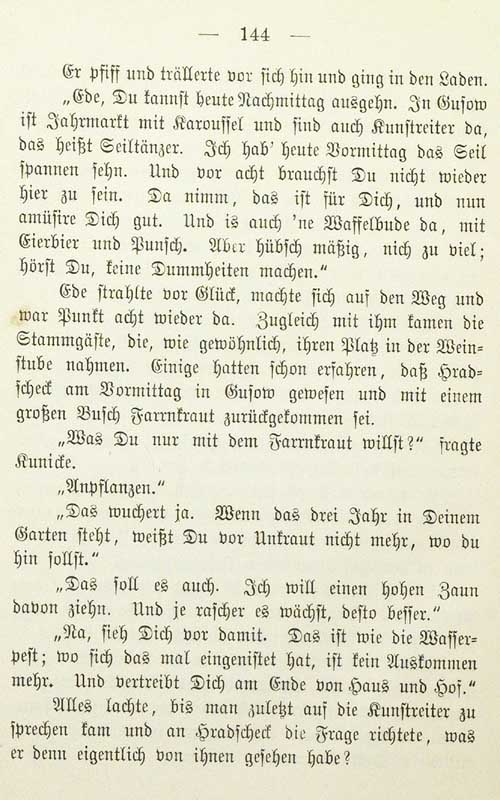 — 144 —
Er pfiff und trällerte vor sich hin und ging in den Laden.
„Ede, Du kannst heute Nachmittag ausgehn. In Gusow
ist Jahrmarkt mit Karoussel und sind auch Kunstreiter da,
das heißt Seiltänzer. Ich hab' heute Vormittag das Seil
spannen sehn. Und vor acht brauchst Du nicht wieder
hier zu sein. Da nimm, das ist für Dich, und nun
amüsire Dich gut. Und is auch 'ne Waffelbude da, mit
Eierbier und Punsch. Aber hübsch mäßig, nich zu viel;
hörst Du, keine Dummheiten machen.“
Ede strahlte vor Glück, machte sich auf den Weg und
war Punkt acht wieder da. Zugleich mit ihm kamen die
Stammgäste, die, wie gewöhnlich, ihren Platz in der Wein-
stube nahmen. Einige hatten schon erfahren, daß Hrad-
scheck am Vormittag in Gusow gewesen und mit einem
großen Busch Farrnkraut zurückgekommen sei.
„Was Du nur mit dem Farrnkraut willst?“ fragte
Kunicke.
„Anpflanzen.“
„Das wuchert ja. Wenn das drei Jahr in Deinem
Garten steht, weißt Du vor Unkraut nicht mehr, wo du
hin sollst.“
„Das soll es auch. Ich will einen hohen Zaun
davon ziehn. Und je rascher es wächst, desto besser.“
„Na, sieh Dich vor damit. Das ist wie die Wasser-
pest; wo sich das mal eingenistet hat, ist kein Auskommen
mehr. Und vertreibt Dich am Ende von Haus und Hof.“
Alles lachte, bis man zuletzt auf die Kunstreiter zu
sprechen kam und an Hradscheck die Frage richtete, was
er denn eigentlich von ihnen gesehen habe?